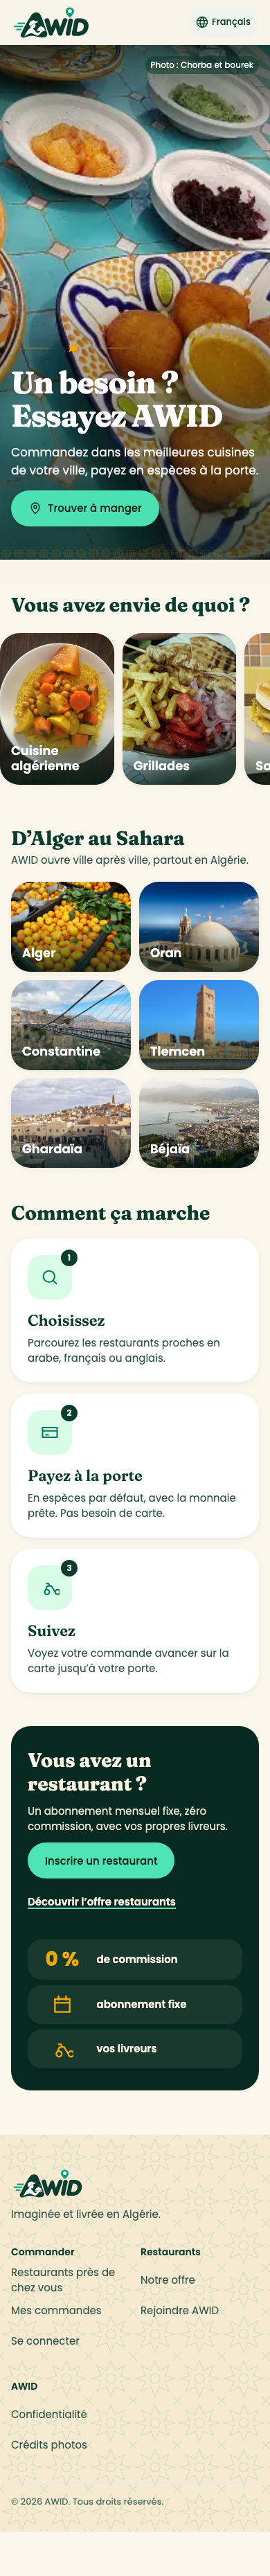 AWID
Français
Photo : Chorba et bourek
Un besoin ?
Essayez AWID
Commandez dans les meilleures cuisines
de votre ville, payez en espèces à la porte.
Trouver à manger
Vous avez envie de quoi ?
Cuisine
algérienne
Grillades
Sa
D'Alger au Sahara
AWID ouvre ville après ville, partout en Algérie.
Alger
Oran
Constantine
Tlemcen
Ghardaïa
Béjaïa
Comment ça marche
1
Choisissez
Parcourez les restaurants proches en
arabe, français ou anglais.
2
Payez à la porte
En espèces par défaut, avec la monnaie
prête. Pas besoin de carte.
3
Suivez
Voyez votre commande avancer sur la
carte jusqu'à votre porte.
Vous avez un
restaurant ?
Un abonnement mensuel fixe, zéro
commission, avec vos propres livreurs.
Inscrire un restaurant
Découvrir l'offre restaurants
0 % de commission
abonnement fixe
vos livreurs
AWID
Imaginée et livrée en Algérie.
Commander
Restaurants près de
chez vous
Mes commandes
Se connecter
Restaurants
Notre offre
Rejoindre AWID
AWID
Confidentialité
Crédits photos
© 2026 AWID. Tous droits réservés.